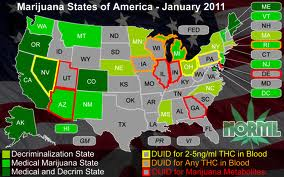 Marijuana States of America - January 2011
ME
VT
NH
MA
RI
CT
NJ
DE
MD
DC
FED
WA
MT
ND
MN
OR
ID
WY
SD
WI
MI
NY
NV
UT
CO
NE
IA
IL
IN
OH
PA
CA
AZ
NM
KS
MO
KY
WV
VA
OK
AR
TN
NC
SC
TX
LA
MS
AL
GA
FL
AK
HI
GM
PR
VI
NORML
Decriminalization State
Medical Marijuana State
Medical and Decrim State
DUID for 2-5ng/ml THC in Blood
DUID for Any THC in Blood
DUID for Marijuana Metabolites